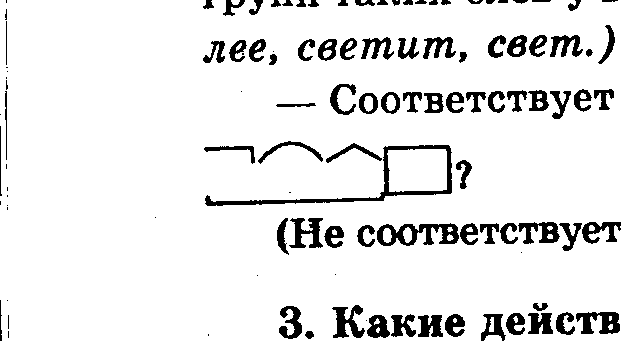 лее, светит, свет.)
— Соответствует
?
(Не соответствует
3. Какие действ